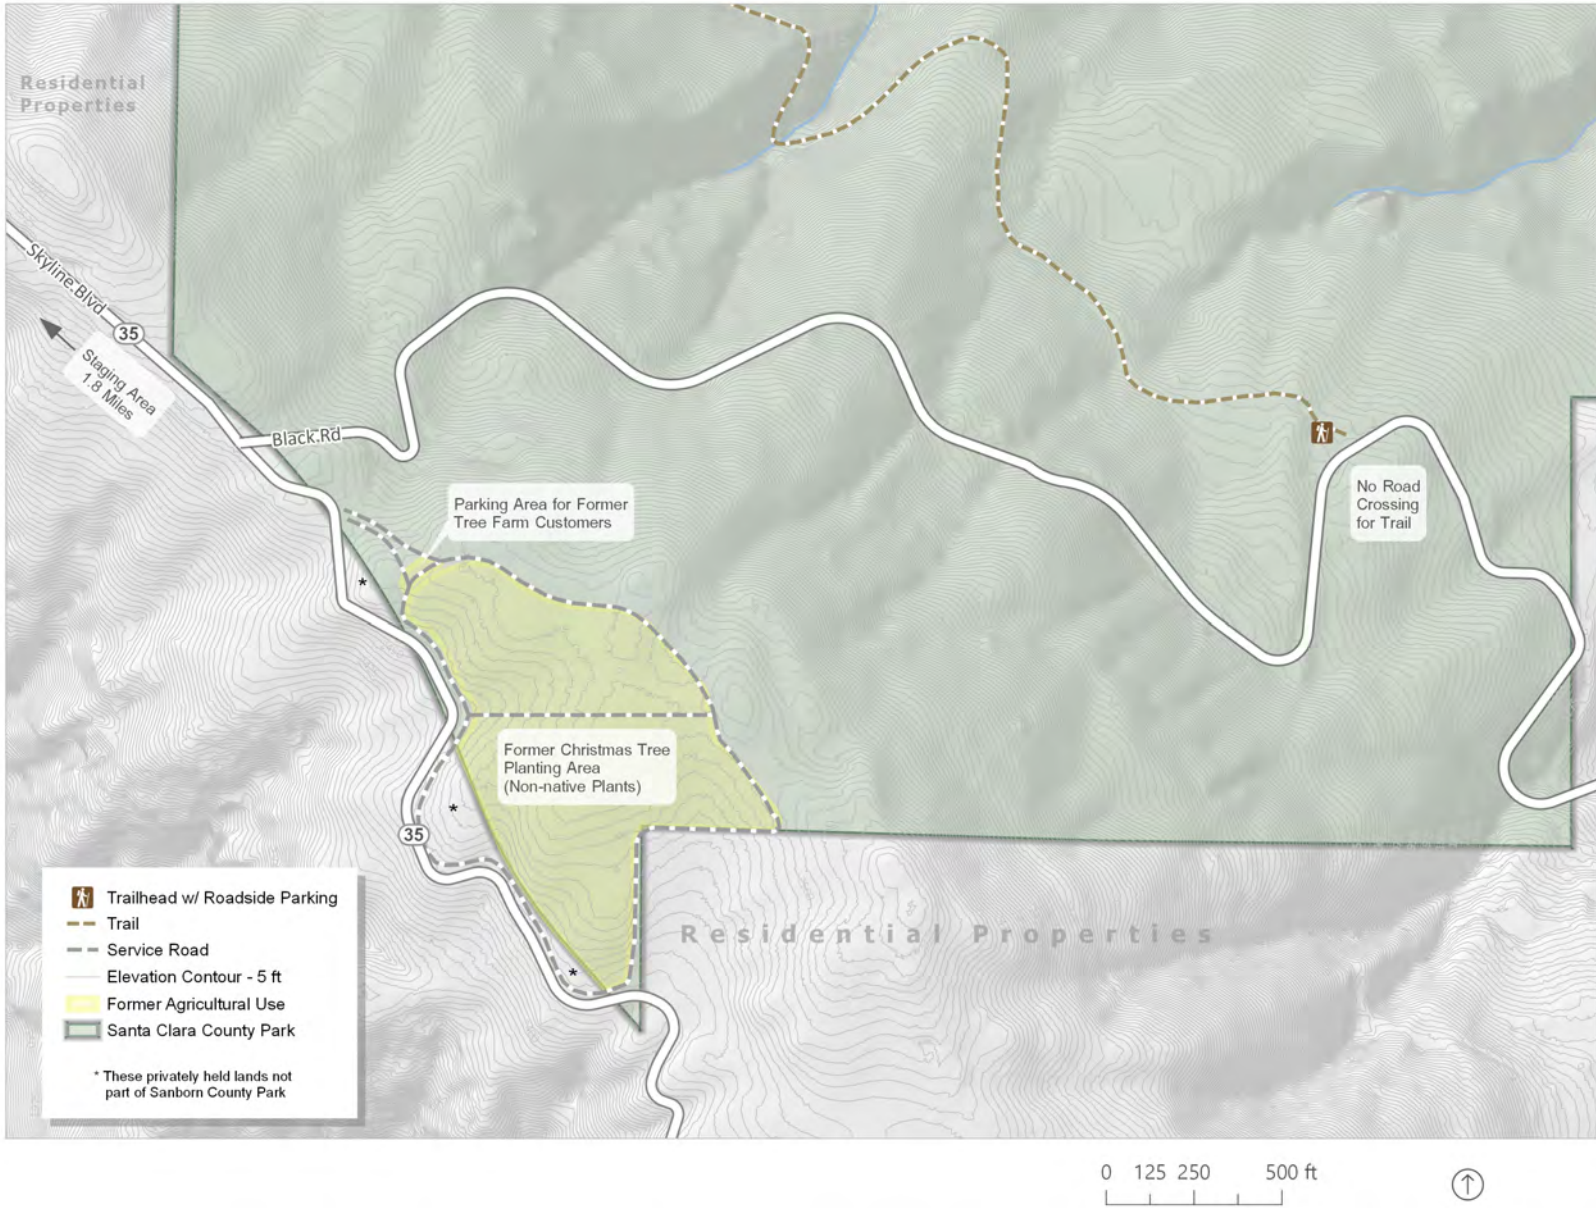 Residential
Properties
Skyline Blvd
35
Staging Area
1.8 Miles
Black Rd
Parking Area for Former
Tree Farm Customers
No Road
Crossing
for Trail
*
Former Christmas Tree
Planting Area
(Non-native Plants)
*
35
Residential Properties
*
Trailhead w/ Roadside Parking
Trail
Service Road
Elevation Contour - 5 ft
Former Agricultural Use
Santa Clara County Park
* These privately held lands not
part of Sanborn County Park
0 125 250 500 ft